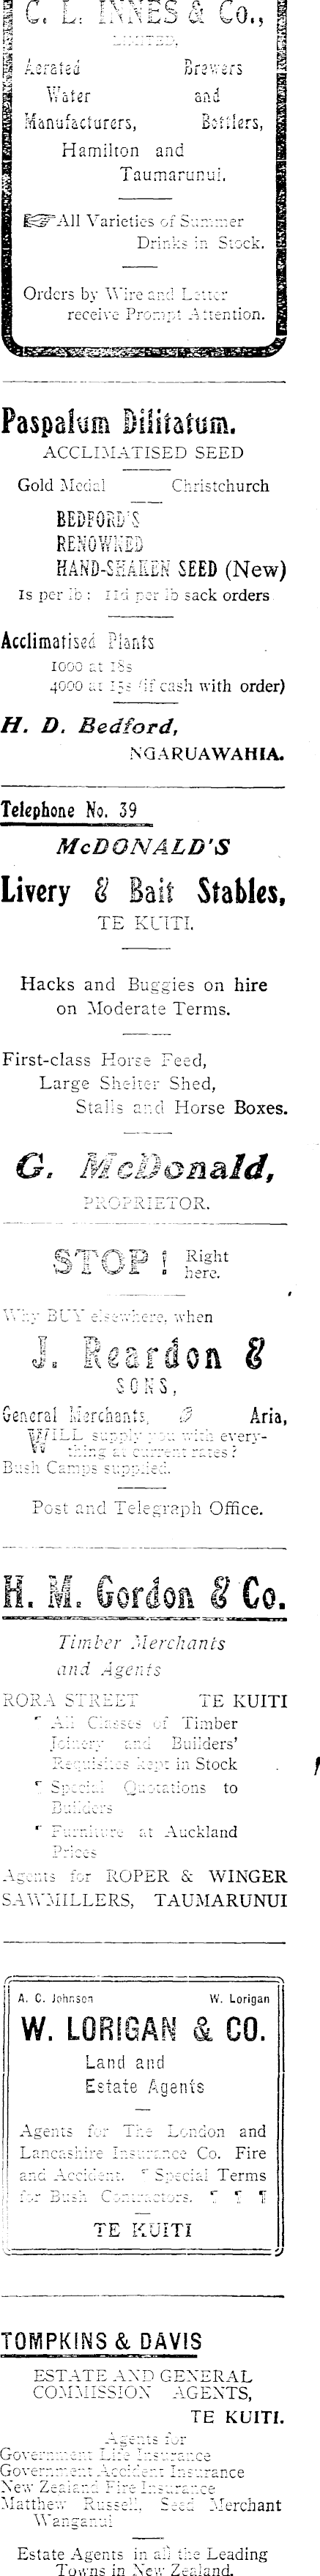 C. L. INNES & Co.,
LIMITED,
Aerated Brewers
Water and
Manufacturers, Bottlers,
Hamilton and
Taumarunui.
☞All Varieties of Summer
Drinks in Stock.
Orders by Wire and Letter
receive Prompt Attention.
Paspalum Dilitatum.
ACCLIMATISED SEED
Gold Medal Christchurch
BEDFORD'S
RENOWNED
HAND-SHAKEN SEED (New)
1s per lb: 11d per lb sack orders
Acclimatised Plants
1000 at 18s
4000 at 15s (if cash with order)
H. D. Bedford,
NGARUAWAHIA.
Telephone No. 39
McDONALD'S
Livery & Bait Stables,
TE KUITI.
Hacks and Buggies on hire
on Moderate Terms.
First-class Horse Feed,
Large Shelter Shed,
Stalls and Horse Boxes.
G. McDonald,
PROPRIETOR.
STOP! Right
here.
Why BUY elsewhere, when
J. Reardon &
SONS,
General Merchants, Aria,
WILL supply you with every-
thing at current rates?
Bush Camps supplied.
Post and Telegraph Office.
H. M. Gordon & Co.
Timber Merchants
and Agents
RORA STREET TE KUITI
¶ All Classes of Timber
Joinery and Builders'
Requisites kept in Stock
¶ Special Quotations to
Builders
¶ Furniture at Auckland
Prices
Agents for ROPER & WINGER
SAWMILLERS, TAUMARUNUI
A. C. Johnson W. Lorigan
W. LORIGAN & CO.
Land and
Estate Agents
Agents for The London and
Lancashire Insurance Co. Fire
and Accident. ¶ Special Terms
for Bush Contractors. ¶ ¶ ¶
TE KUITI
TOMPKINS & DAVIS
ESTATE AND GENERAL
COMMISSION AGENTS,
TE KUITI.
Agents for
Government Life Insurance
Government Accident Insurance
New Zealand Fire Insurance
Matthew Russell, Seed Merchant
Wanganui
Estate Agents in all the Leading
Towns in New Zealand.